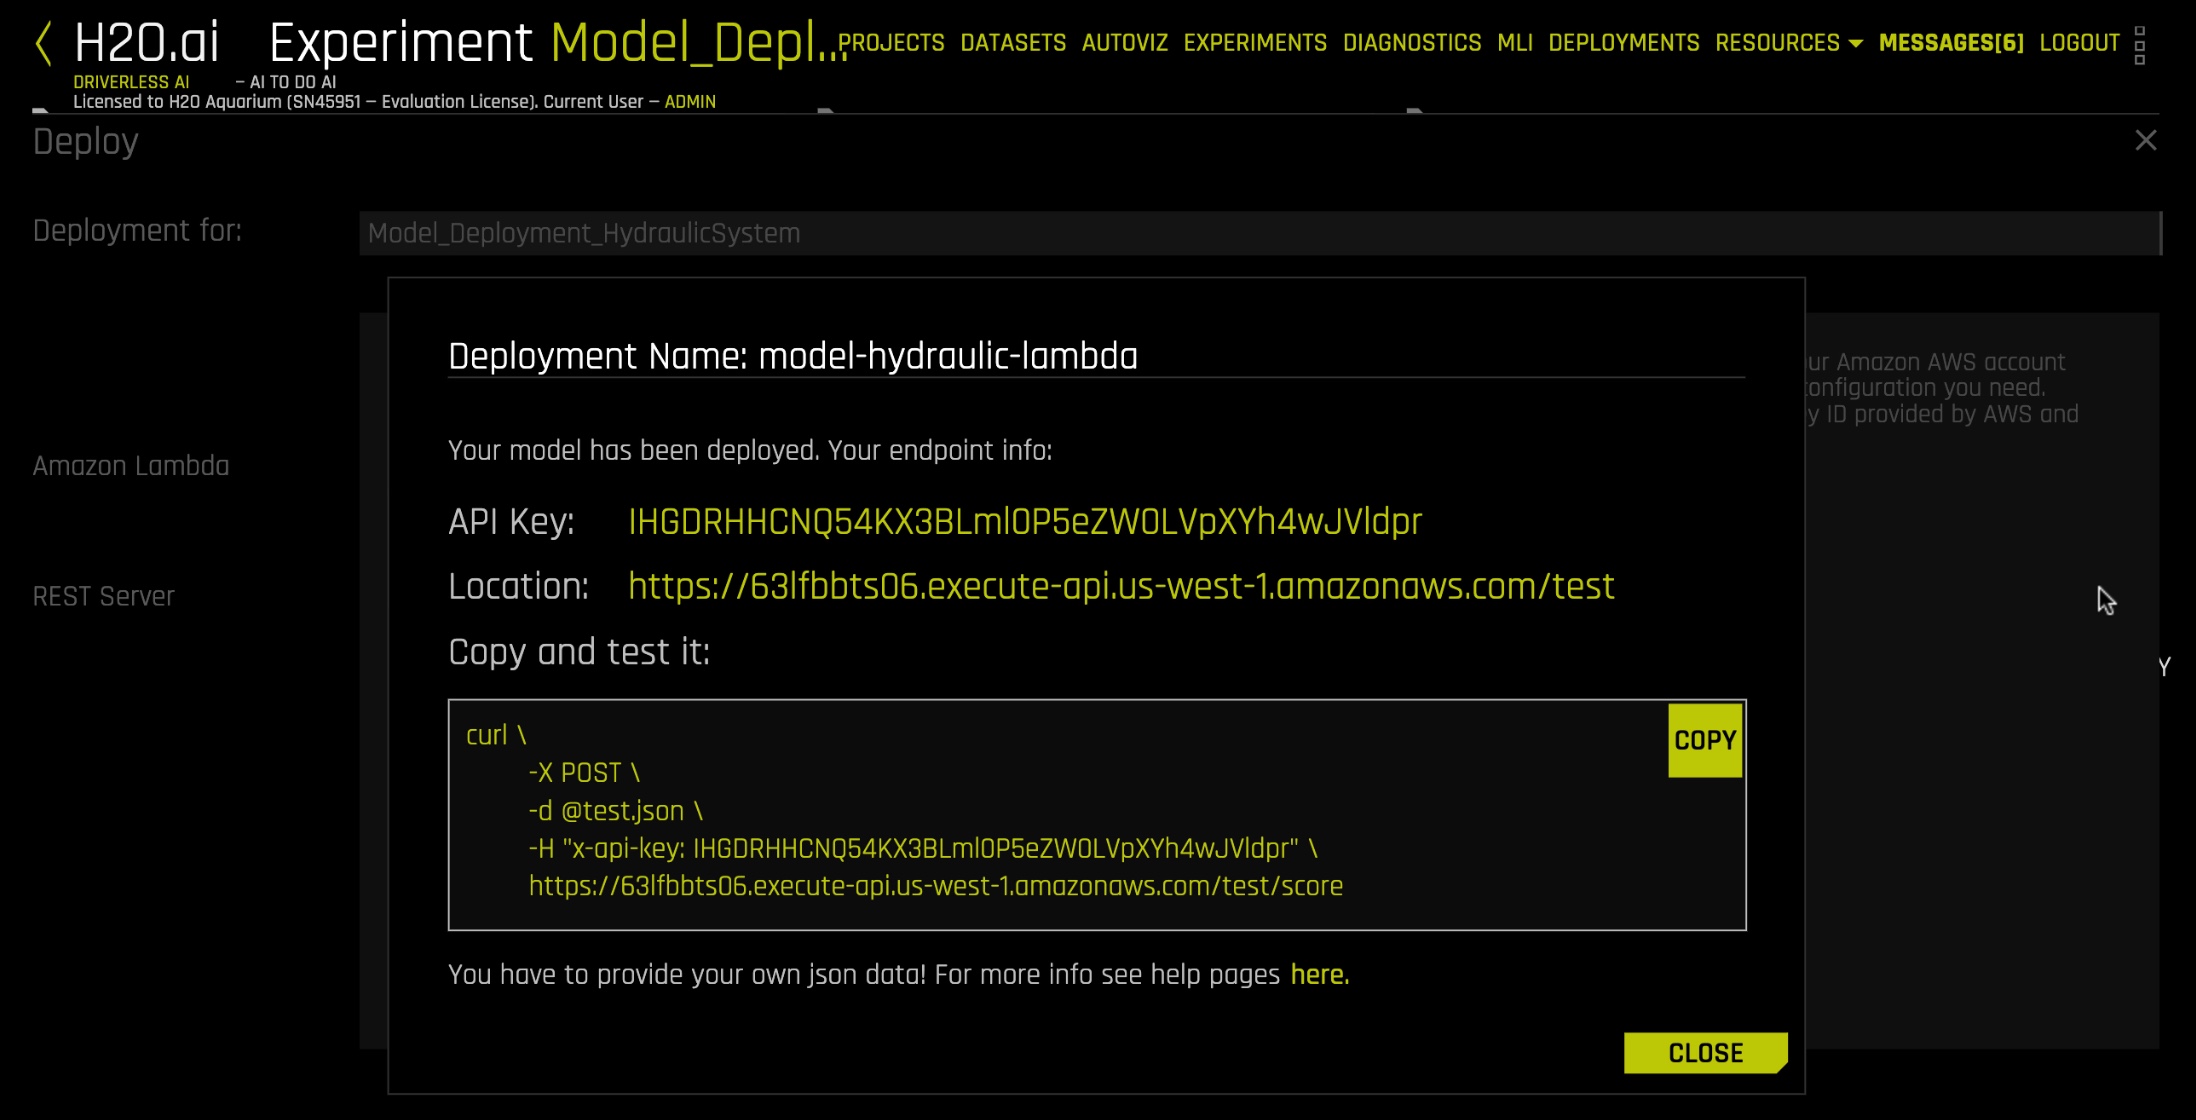 H2O.ai Experiment Model_Depl... PROJECTS DATASETS AUTOVIZ EXPERIMENTS DIAGNOSTICS MLI DEPLOYMENTS RESOURCES MESSAGES[6] LOGOUT
DRIVERLESS AI – AI TO DO AI
Licensed to H2O Aquarium (SN45951 – Evaluation License). Current User – ADMIN
Deploy
Deployment for: Model_Deployment_HydraulicSystem
ur Amazon AWS account
configuration you need.
y ID provided by AWS and
Amazon Lambda
REST Server
Y
Deployment Name: model-hydraulic-lambda
Your model has been deployed. Your endpoint info:
API Key: IHGDRHHCNQ54KX3BLml0P5eZW0LVpXYh4wJVldpr
Location: https://63lfbbts06.execute-api.us-west-1.amazonaws.com/test
Copy and test it:
COPY
curl \
-X POST \
-d @test.json \
-H "x-api-key: IHGDRHHCNQ54KX3BLml0P5eZW0LVpXYh4wJVldpr" \
https://63lfbbts06.execute-api.us-west-1.amazonaws.com/test/score
You have to provide your own json data! For more info see help pages here.
CLOSE